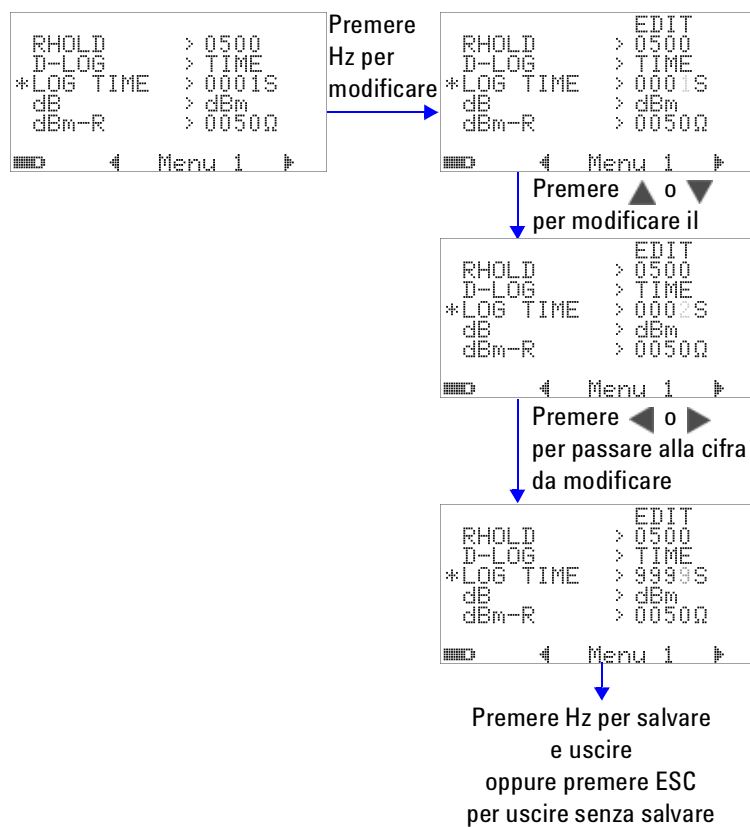 RHOLD > 0500
D-LOG > TIME
*LOG TIME > 0001S
dB > dBm
dBm-R > 0050Ω
Menu 1
Premere
Hz per
modificare
EDIT
RHOLD > 0500
D-LOG > TIME
*LOG TIME > 0001S
dB > dBm
dBm-R > 0050Ω
Menu 1
Premere ▲ o ▼
per modificare il
EDIT
RHOLD > 0500
D-LOG > TIME
*LOG TIME > 0002S
dB > dBm
dBm-R > 0050Ω
Menu 1
Premere ◀ o ▶
per passare alla cifra
da modificare
EDIT
RHOLD > 0500
D-LOG > TIME
*LOG TIME > 9999S
dB > dBm
dBm-R > 0050Ω
Menu 1
Premere Hz per salvare
e uscire
oppure premere ESC
per uscire senza salvare